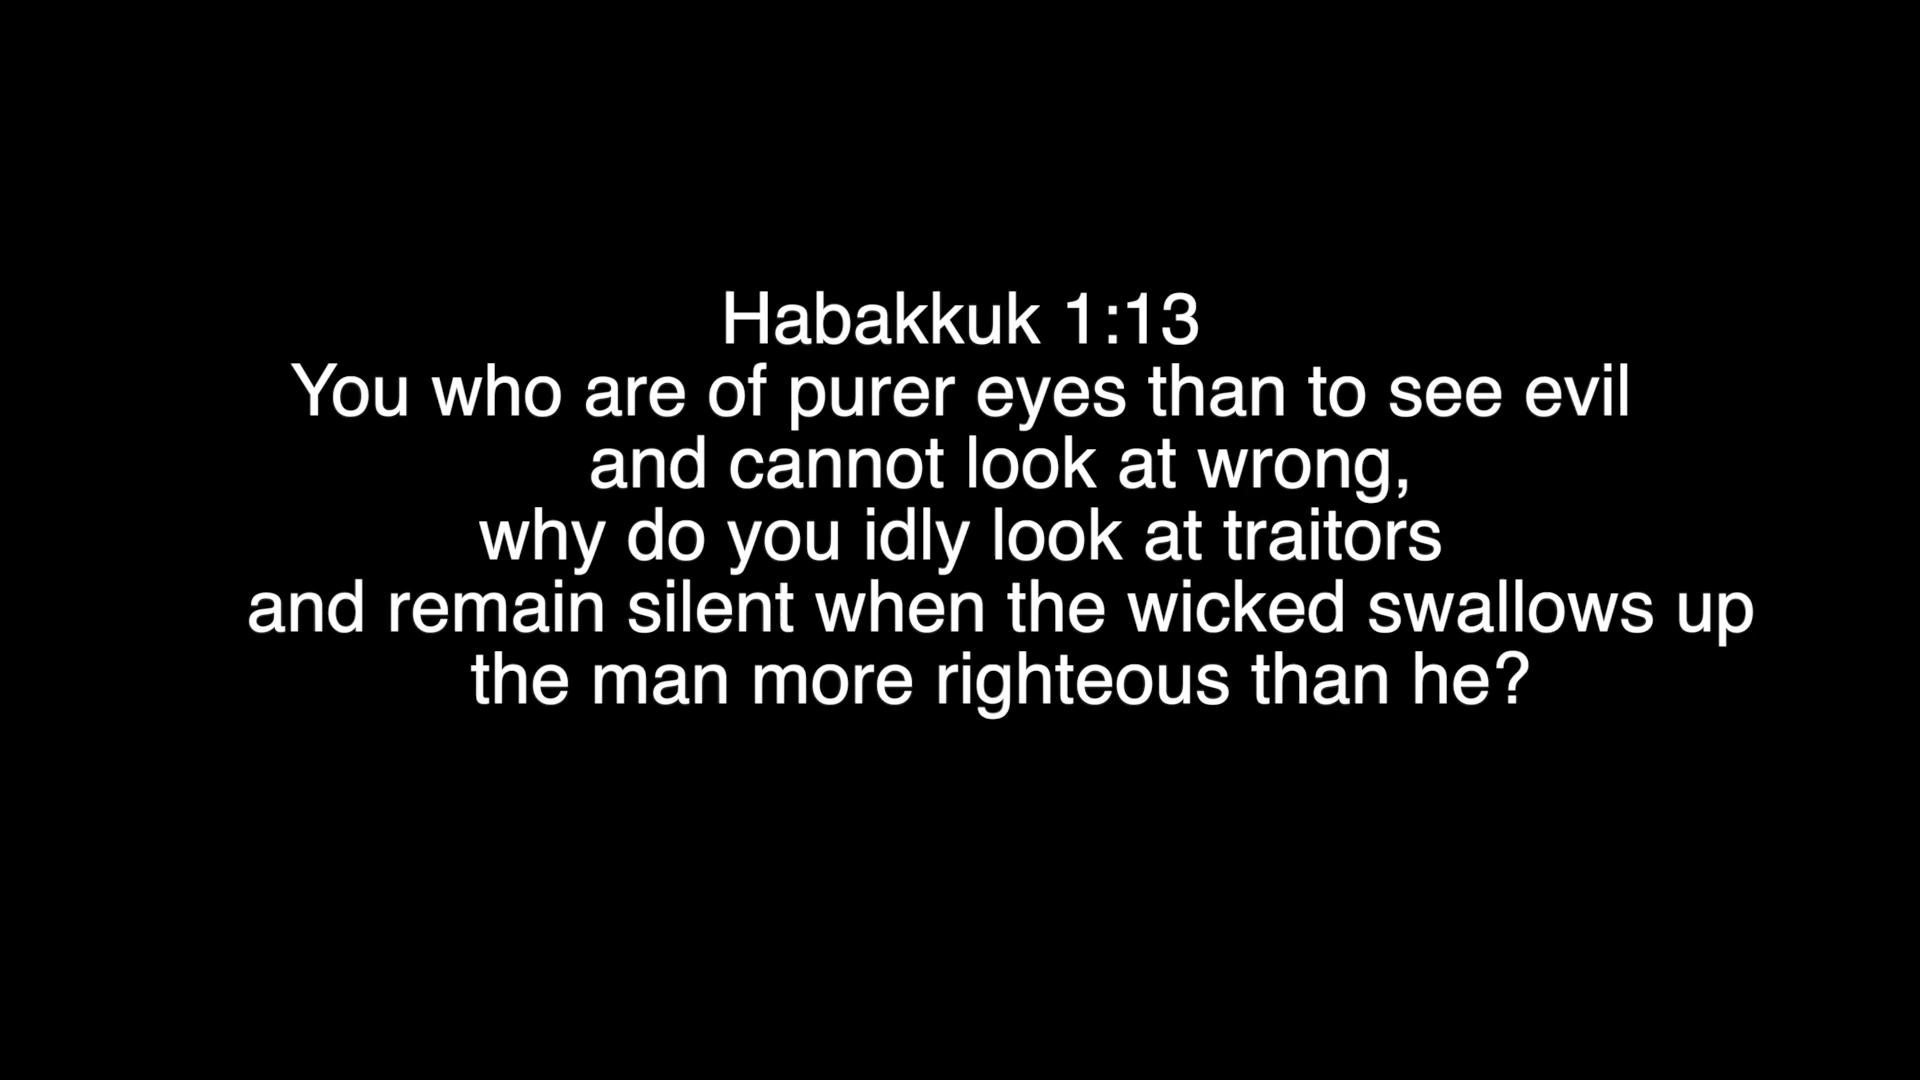 Habakkuk 1:13
You who are of purer eyes than to see evil
and cannot look at wrong,
why do you idly look at traitors
and remain silent when the wicked swallows up
the man more righteous than he?